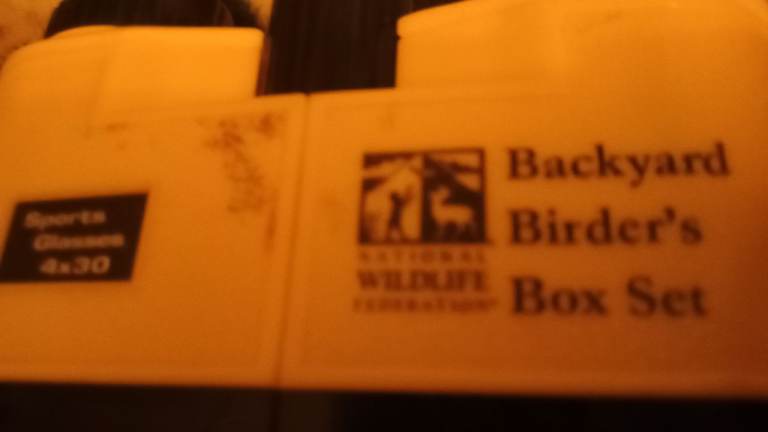 Sports
Glasses
4x30
NATIONAL
WILDLIFE
FEDERATION®
Backyard
Birder's
Box Set